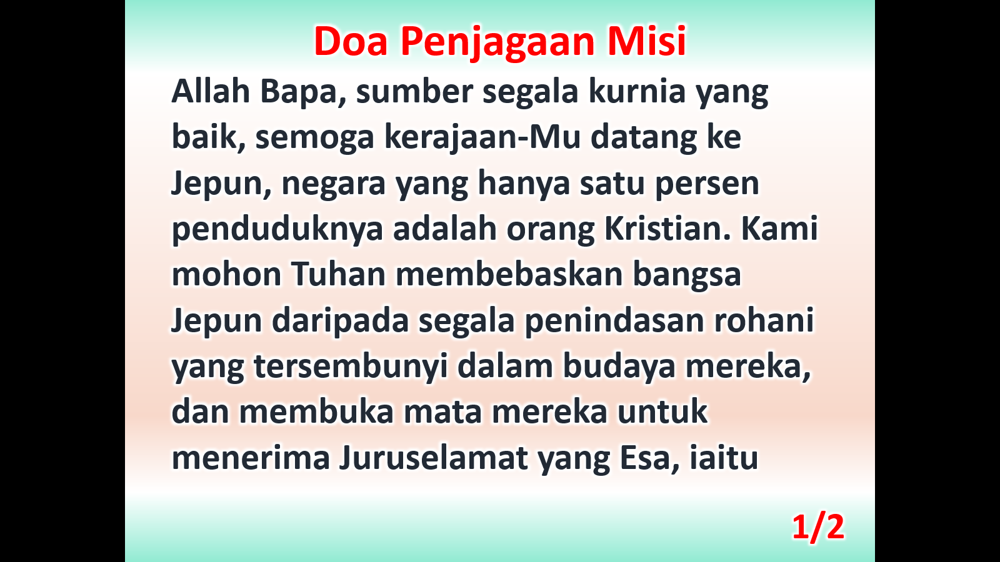 Doa Penjagaan Misi
Allah Bapa, sumber segala kurnia yang
baik, semoga kerajaan-Mu datang ke
Jepun, negara yang hanya satu persen
penduduknya adalah orang Kristian. Kami
mohon Tuhan membebaskan bangsa
Jepun daripada segala penindasan rohani
yang tersembunyi dalam budaya mereka,
dan membuka mata mereka untuk
menerima Juruselamat yang Esa, iaitu
1/2